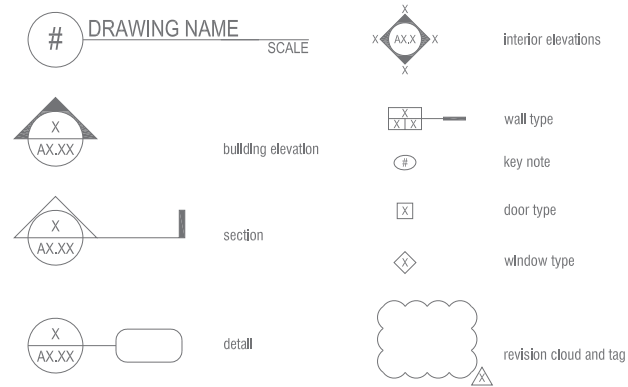 # DRAWING NAME
SCALE
X
AX.XX
building elevation
X
AX.XX
section
X
AX.XX
detail
X
X AX.X X
X
interior elevations
X
X X
wall type
#
key note
X
door type
X
window type
X
revision cloud and tag